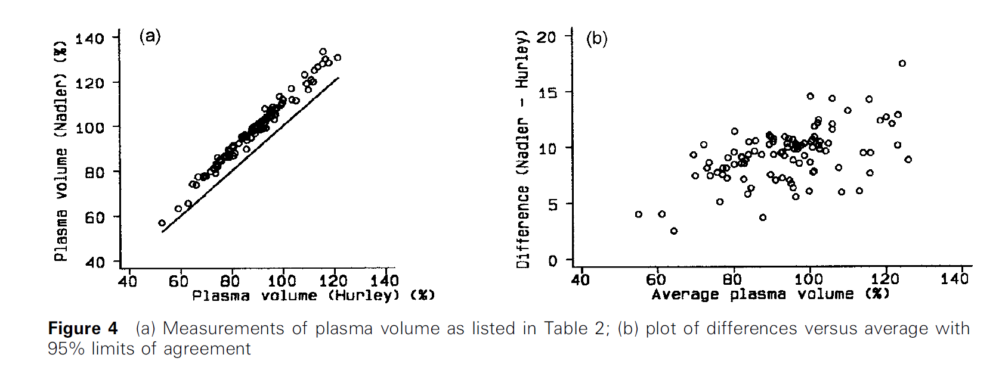 (a)
Plasma volume (Nadler) (%)
140
120
100
80
60
40
40 60 80 100 120 140
Plasma volume (Hurley) (%)
(b)
Difference (Nadler - Hurley)
20
15
10
5
0
40 60 80 100 120 140
Average plasma volume (%)
Figure 4 (a) Measurements of plasma volume as listed in Table 2; (b) plot of differences versus average with
95% limits of agreement